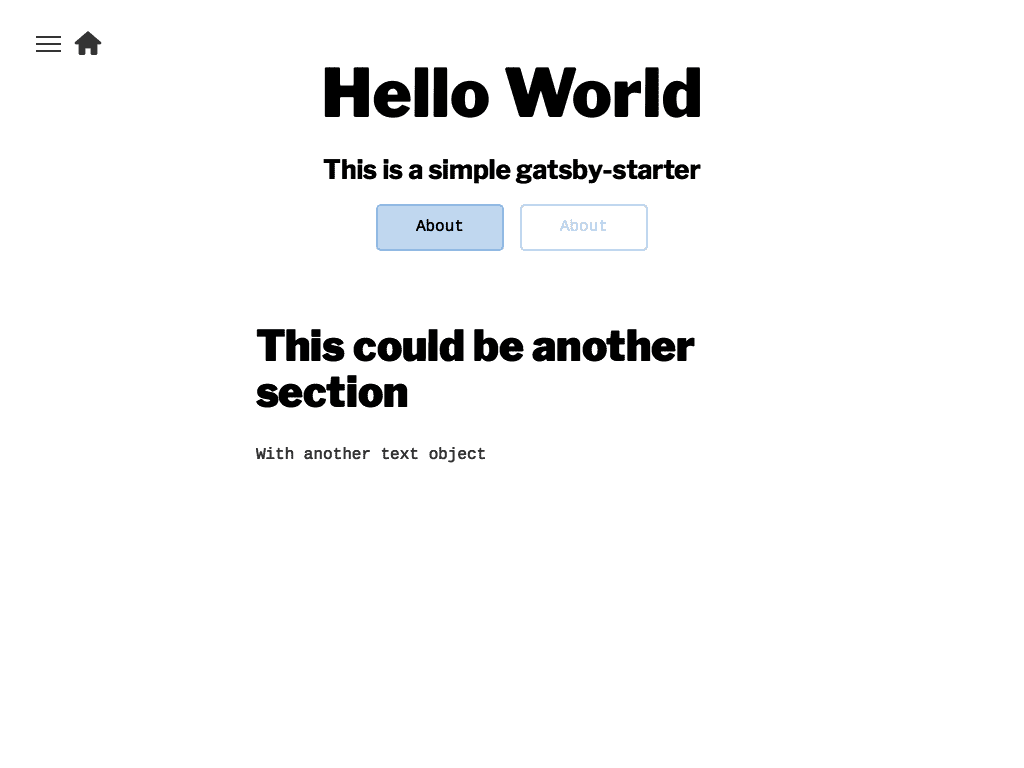 Hello World
This is a simple gatsby-starter
About About
This could be another
section
With another text object